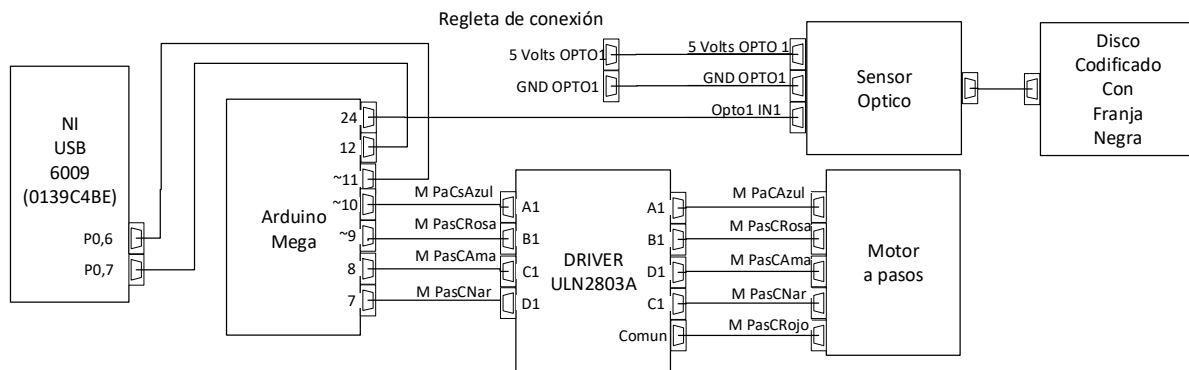 Regleta de conexión
5 Volts OPTO1
GND OPTO1
5 Volts OPTO 1
GND OPTO1
Opto1 IN1
Sensor
Optico
Disco
Codificado
Con
Franja
Negra
NI
USB
6009
(0139C4BE)
P0,6
P0,7
Arduino
Mega
24
12
~11
~10
~9
8
7
M PaCsAzul
M PasCRosa
M PasCAma
M PasCNar
A1
B1
C1
D1
DRIVER
ULN2803A
A1
B1
D1
C1
Comun
M PaCAzul
M PasCRosa
M PasCAma
M PasCNar
M PasCRojo
Motor
a pasos